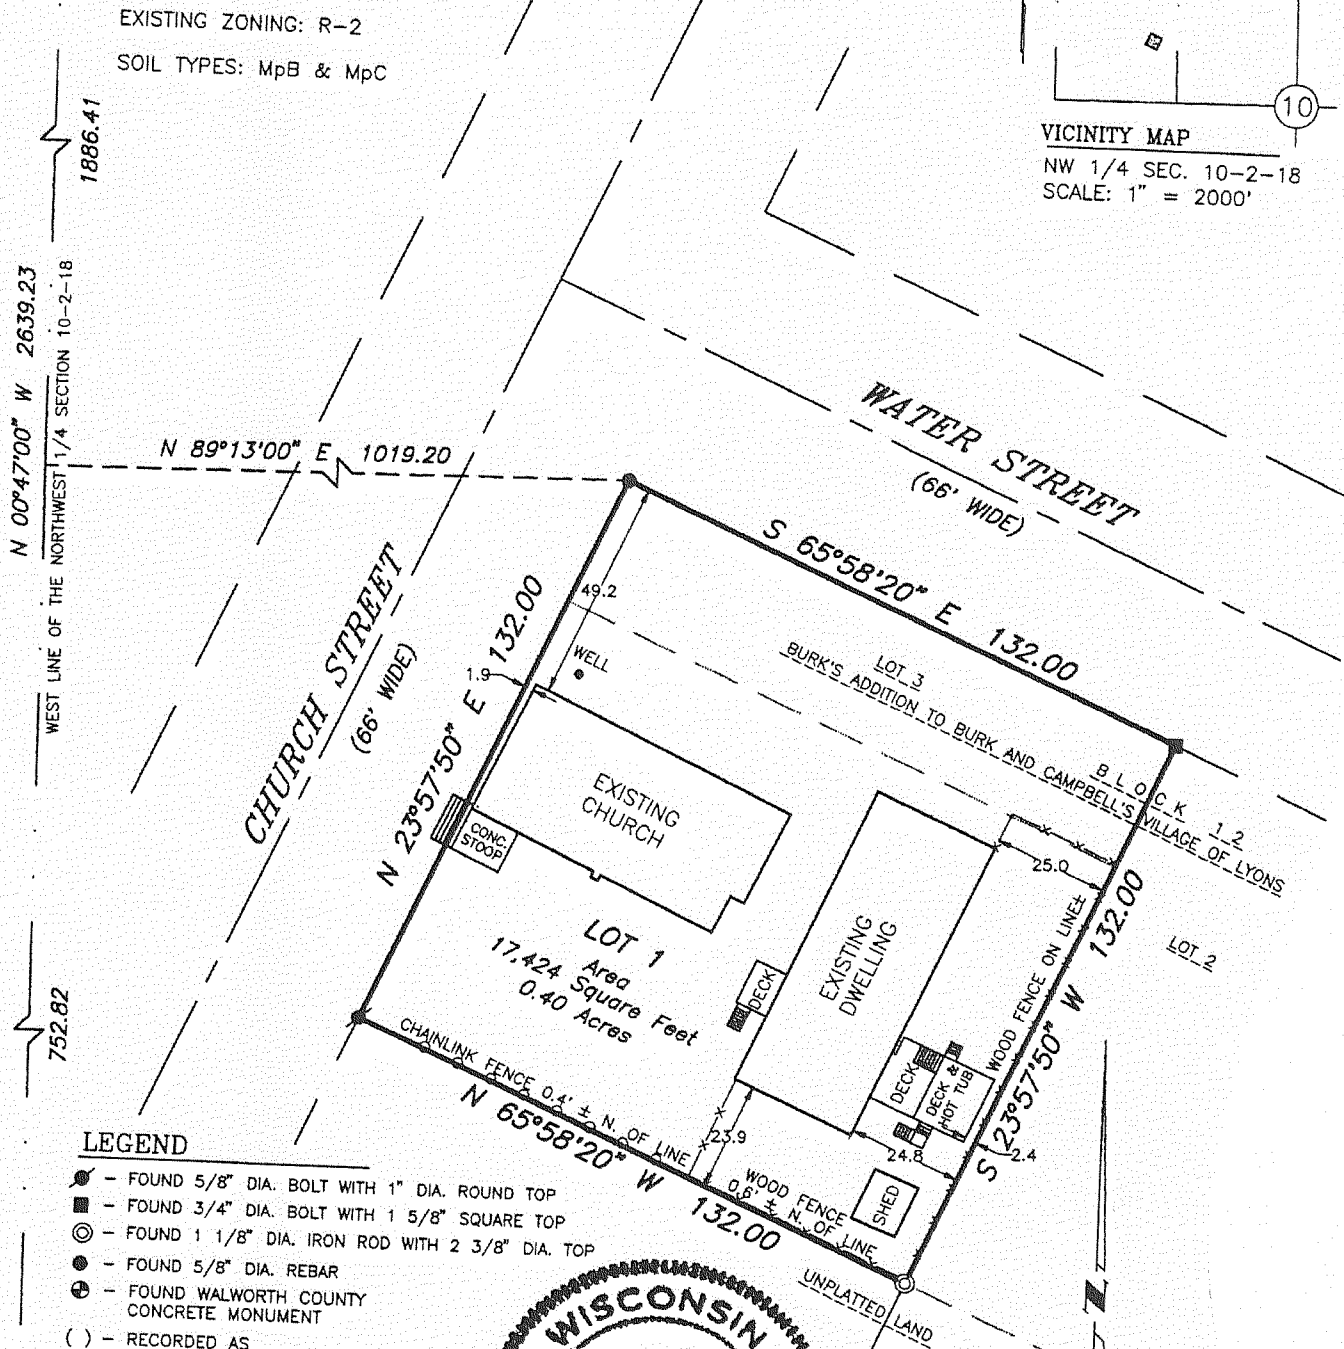 EXISTING ZONING: R-2
SOIL TYPES: MpB & MpC
1886.41
10
VICINITY MAP
NW 1/4 SEC. 10-2-18
SCALE: 1" = 2000'
N 00°47'00" W 2639.23
WEST LINE OF THE NORTHWEST 1/4 SECTION 10-2-18
N 89°13'00" E 1019.20
WATER STREET
(66' WIDE)
S 65°58'20" E 132.00
CHURCH STREET
(66' WIDE)
N 23°57'50" E 132.00
49.2
1.9
WELL
LOT 3
BURK'S ADDITION TO BURK AND CAMPBELL'S VILLAGE OF LYONS
BLOCK 12
EXISTING
CHURCH
CONC.
STOOP
25.0
LOT 2
LOT 1
Area
17,424 Square Feet
0.40 Acres
EXISTING
DWELLING
DECK
WOOD FENCE ON LINE±
S 23°57'50" W 132.00
752.82
CHAINLINK FENCE 0.4' ± N. OF LINE
N 65°58'20" W 132.00
DECK
DECK &
HOT TUB
23.9
24.8
2.4
WOOD FENCE
0.6' ± N. OF LINE
SHED
UNPLATTED LAND
LEGEND
- FOUND 5/8" DIA. BOLT WITH 1" DIA. ROUND TOP
- FOUND 3/4" DIA. BOLT WITH 1 5/8" SQUARE TOP
- FOUND 1 1/8" DIA. IRON ROD WITH 2 3/8" DIA. TOP
- FOUND 5/8" DIA. REBAR
- FOUND WALWORTH COUNTY
CONCRETE MONUMENT
( ) - RECORDED AS
WISCONSIN
N